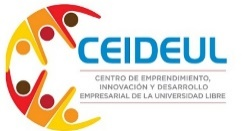 CEIDEUL
CENTRO DE EMPRENDIMIENTO,
INNOVACIÓN Y DESARROLLO
EMPRESARIAL DE LA UNIVERSIDAD LIBRE